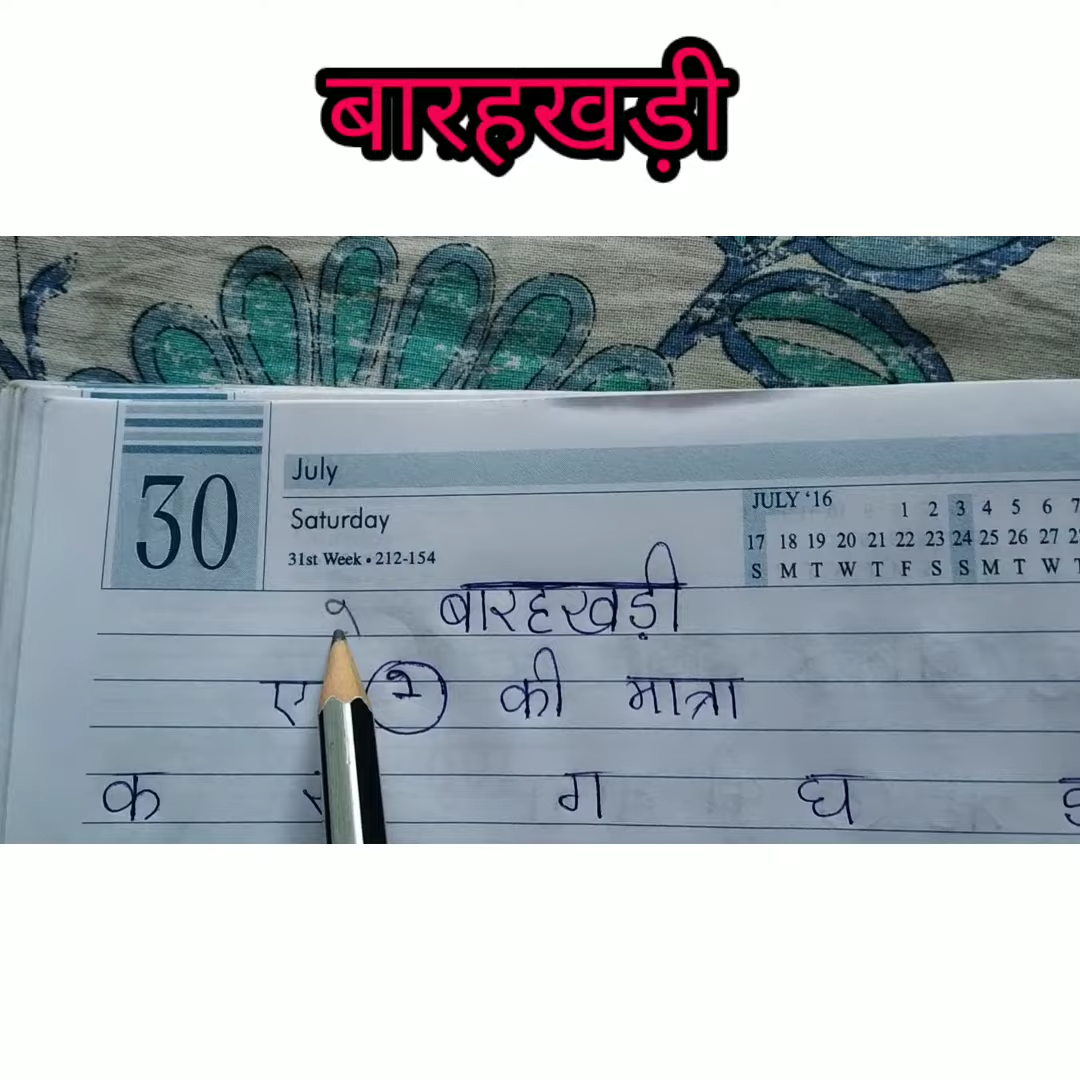 बारहखड़ी
30
July
Saturday
31st Week • 212-154
JULY ‘16
1 2 3 4 5 6 7
17 18 19 20 21 22 23 24 25 26 27
S M T W T F S S M T W
१ बारहखड़ी
ए की मात्रा
क ग घ